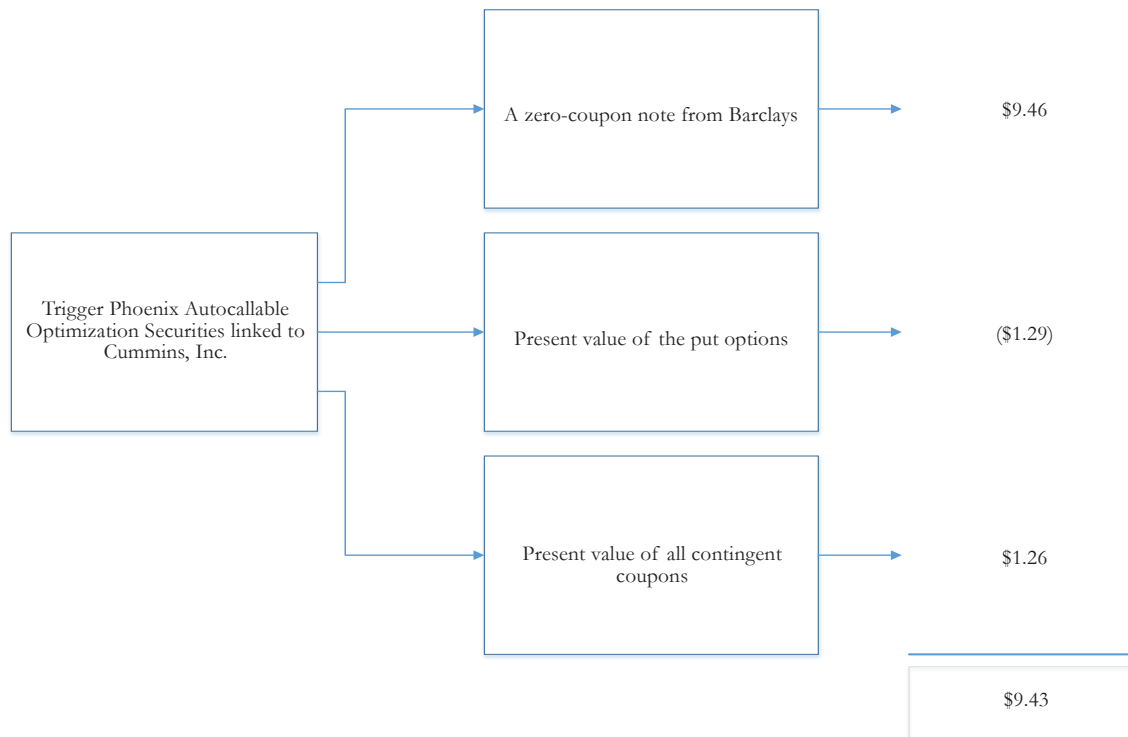 A zero-coupon note from Barclays
$9.46
Trigger Phoenix Autocallable
Optimization Securities linked to
Cummins, Inc.
Present value of the put options
($1.29)
Present value of all contingent
coupons
$1.26
$9.43